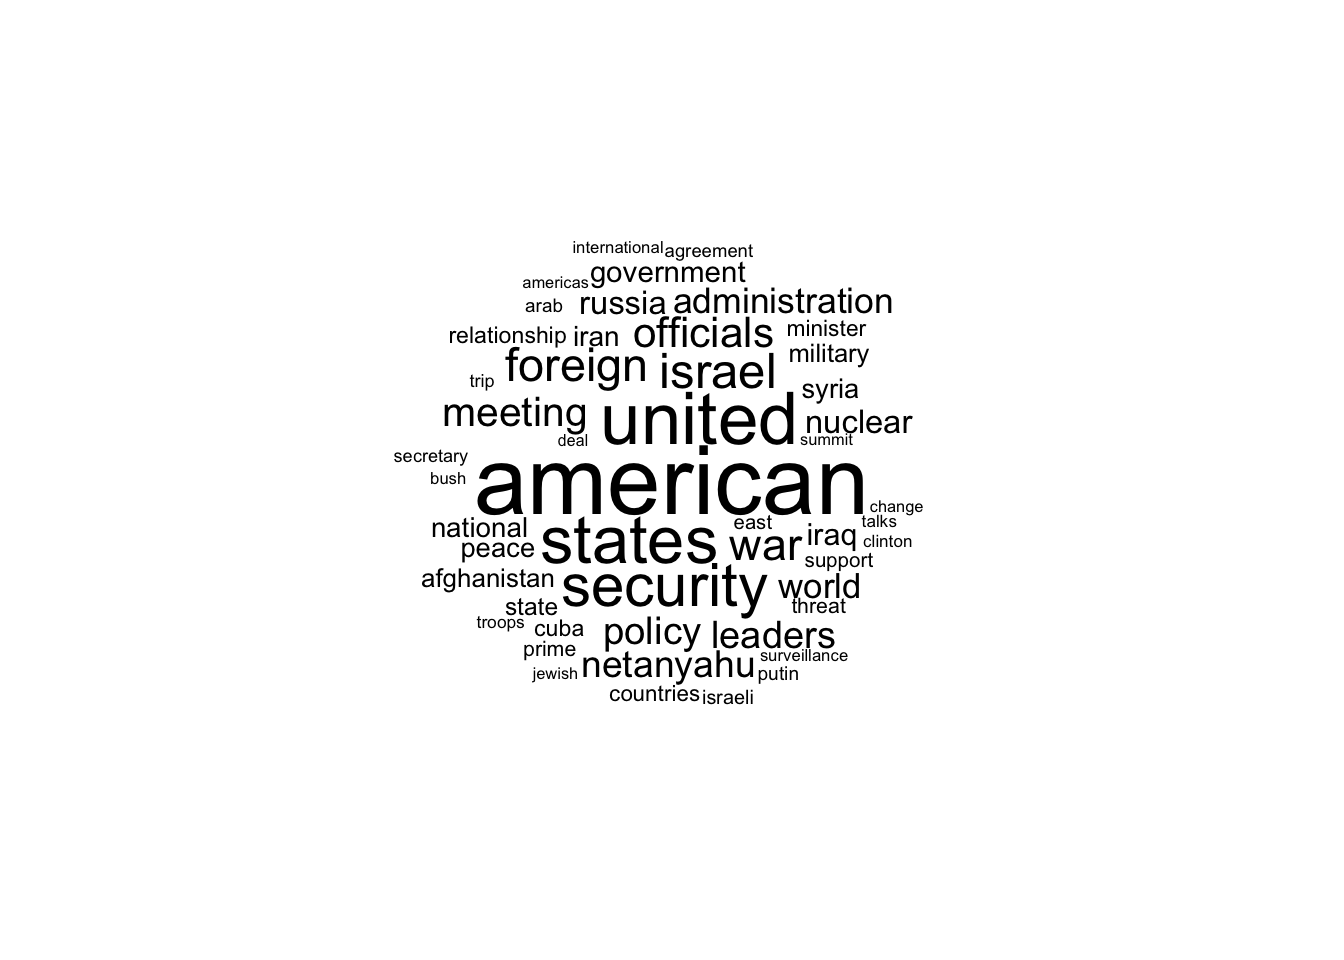 international agreement
americas government
arab russia administration
relationship iran officials minister
foreign israel military
trip syria
meeting united nuclear
deal summit
secretary
bush american
change
national east talks
peace states war iraq clinton
support
afghanistan security world
state threat
troops cuba policy leaders
prime surveillance
jewish netanyahu putin
countries israeli